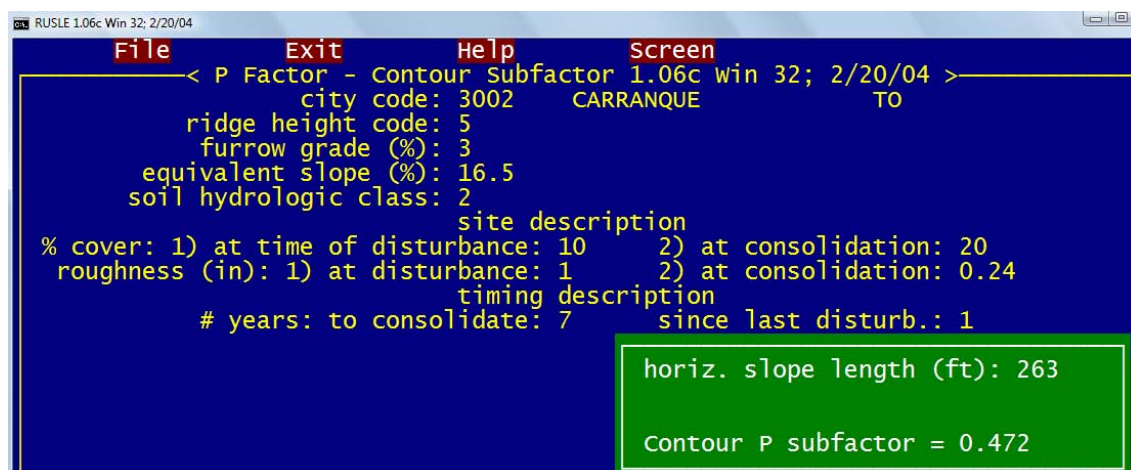 RUSLE 1.06c Win 32; 2/20/04
File Exit Help Screen
< P Factor - Contour Subfactor 1.06c Win 32; 2/20/04 >
city code: 3002 CARRANQUE TO
ridge height code: 5
furrow grade (%): 3
equivalent slope (%): 16.5
soil hydrologic class: 2
site description
% cover: 1) at time of disturbance: 10 2) at consolidation: 20
roughness (in): 1) at disturbance: 1 2) at consolidation: 0.24
timing description
# years: to consolidate: 7 since last disturb.: 1
horiz. slope length (ft): 263
Contour P subfactor = 0.472